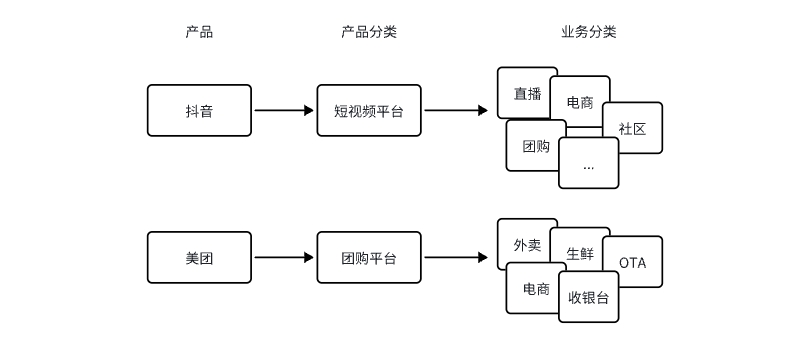 产品 产品分类 业务分类
抖音 短视频平台
直播
电商
社区
团购
...
美团 团购平台
外卖
生鲜
OTA
电商
收银台